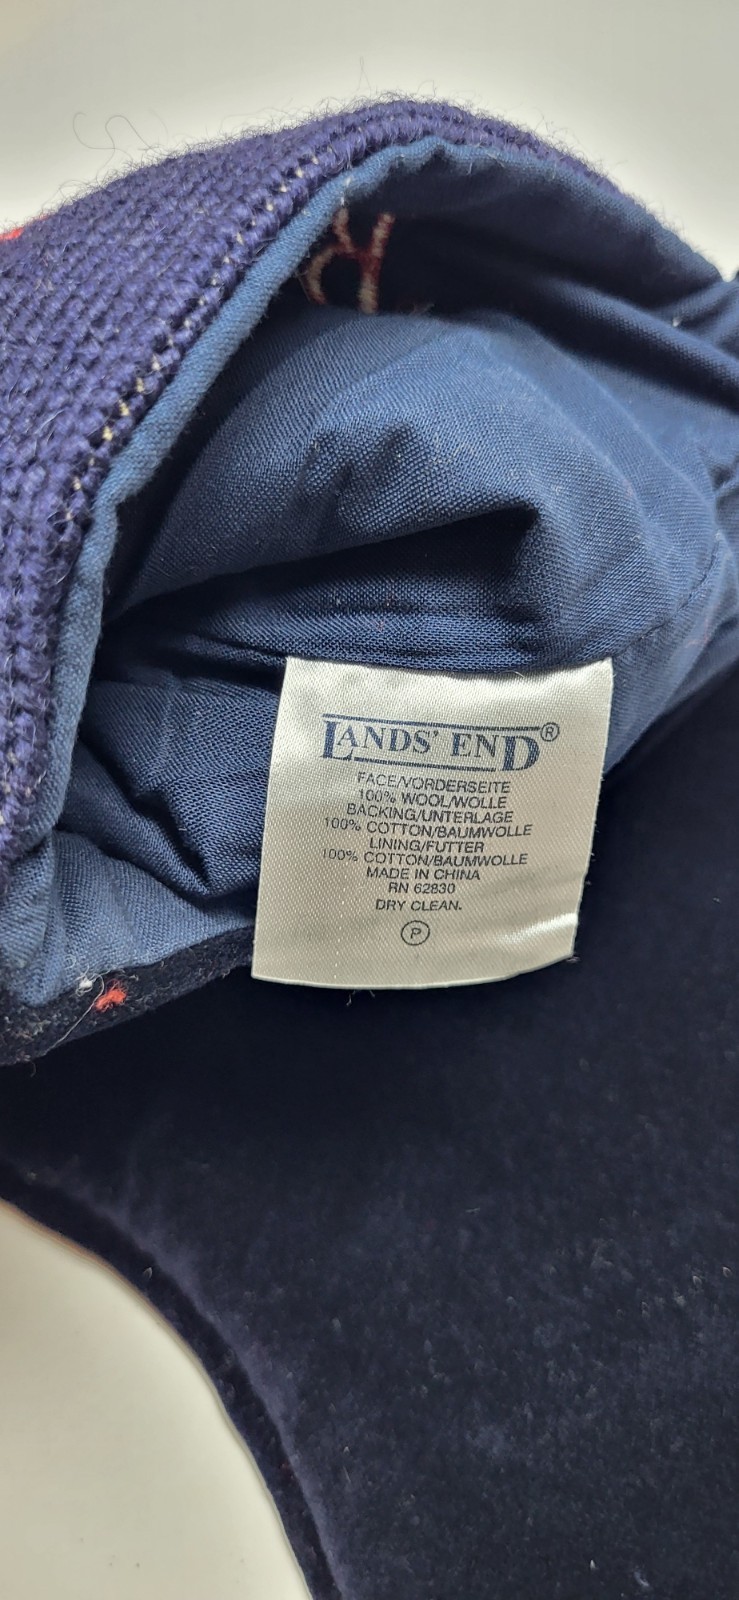 LANDS' END®
FACE/VORDERSEITE
100% WOOL/WOLLE
BACKING/UNTERLAGE
100% COTTON/BAUMWOLLE
LINING/FUTTER
100% COTTON/BAUMWOLLE
MADE IN CHINA
RN 62830
DRY CLEAN.
P